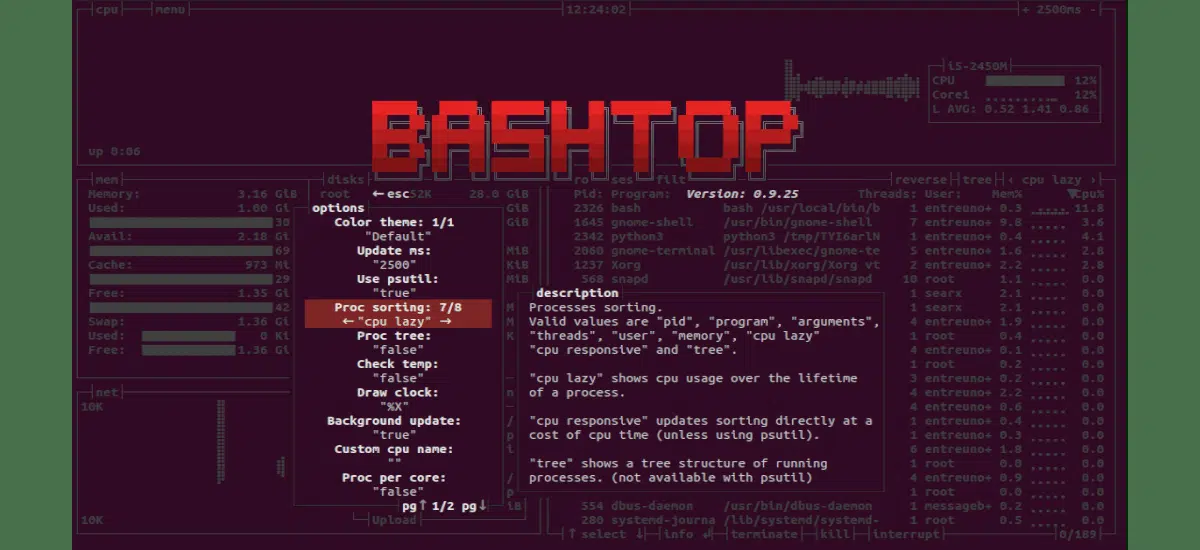 cpu menu 12:24:02 + 2500ms -
i5-2450M
CPU 12%
Core1 12%
L AVG: 0.52 1.41 0.86
BASHTOP
up 0:06
mem disks filt reverse tree ‹ cpu lazy ›
Memory: 3.16 GiB root ← esc 52K 28.0 GiB Pid: Program: Version: 0.9.25 Threads: User: Mem% ▼Cpu%
Used: 1.00 Gi options GiB 2326 bash bash /usr/local/bin/b 1 entreuno+ 0.3 11.8
30 Color theme: 1/1 GiB 1645 gnome-shell /usr/bin/gnome-shell 7 entreuno+ 9.8 3.6
Avail: 2.18 Gi "Default" 2342 python3 python3 /tmp/TYI6arlN 1 entreuno+ 0.4 4.1
69 Update ms: MiB 2060 gnome-terminal /usr/libexec/gnome-te 5 entreuno+ 1.6 2.8
Cache: 973 Mi "2500" KiB 1237 Xorg /usr/lib/xorg/Xorg vt 2 entreuno+ 2.2 2.8
29 Use psutil: MiB 568 snapd /usr/lib/snapd/snapd 10 root 1.1 0.0
Free: 1.35 Gi "true" description 1 searx 2.1 0.0
42 Proc sorting: 7/8 M Processes sorting. 1 searx 2.1 0.0
Swap: 1.36 Gi ← "cpu lazy" → M Valid values are "pid", "program", "arguments", 4 entreuno+ 1.9 0.0
Used: 0 Ki Proc tree: K "threads", "user", "memory", "cpu lazy" 1 root 0.4 0.0
Free: 1.36 Gi "false" "cpu responsive" and "tree". 4 entreuno+ 0.1 0.0
Check temp: 1 root 0.2 0.0
"false" "cpu lazy" shows cpu usage over the lifetime 3 entreuno+ 0.2 0.0
net Draw clock: n of a process. 4 entreuno+ 2.2 0.0
10K "%X" 4 entreuno+ 0.6 0.0
Background update: / "cpu responsive" updates sorting directly at a 4 entreuno+ 0.4 0.0
"true" p cost of cpu time (unless using psutil). 1 entreuno+ 0.3 0.0
Custom cpu name: i 6 entreuno+ 1.8 0.0
"" "tree" shows a tree structure of running 1 root 0.0 0.0
Proc per core: / processes. (not available with psutil) 4 entreuno+ 0.9 0.0
"false" p 1 root 0.0 0.0
pg↑ 1/2 pg↓ iB 554 dbus-daemon /usr/bin/dbus-daemon 1 messageb+ 0.2 0.0
10K Upload 280 systemd-journa /lib/systemd/systemd- 1 root 0.5 0.0
↑ select ↓ info ↲ terminate kill interrupt 0/189